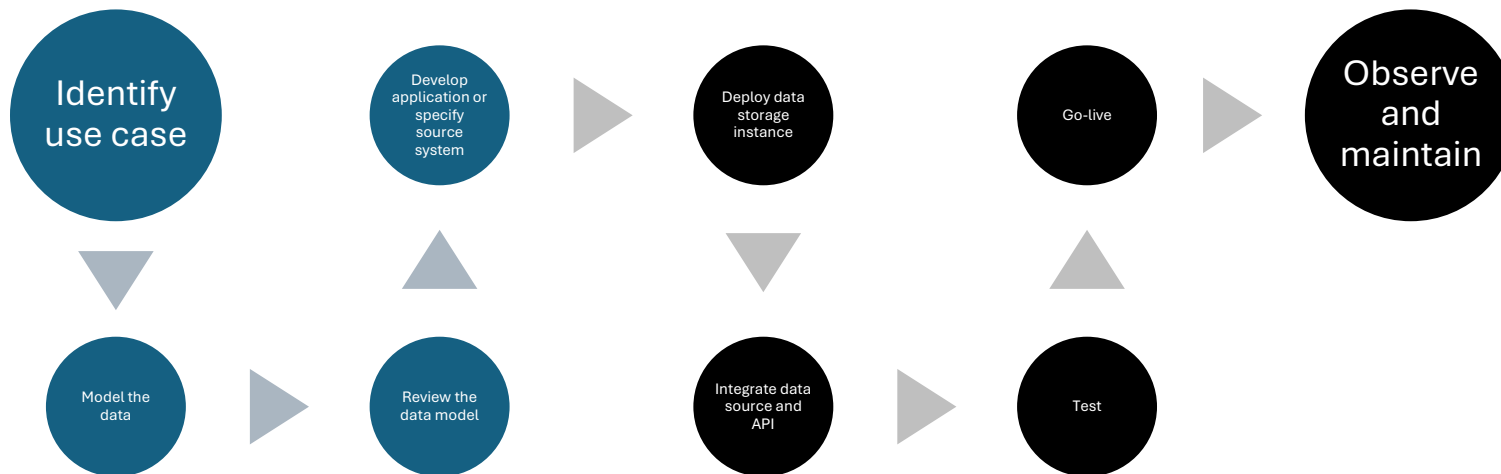 Identify
use case
Model the
data
Review the
data model
Develop
application or
specify
source
system
Deploy data
storage
instance
Integrate data
source and
API
Test
Go-live
Observe
and
maintain